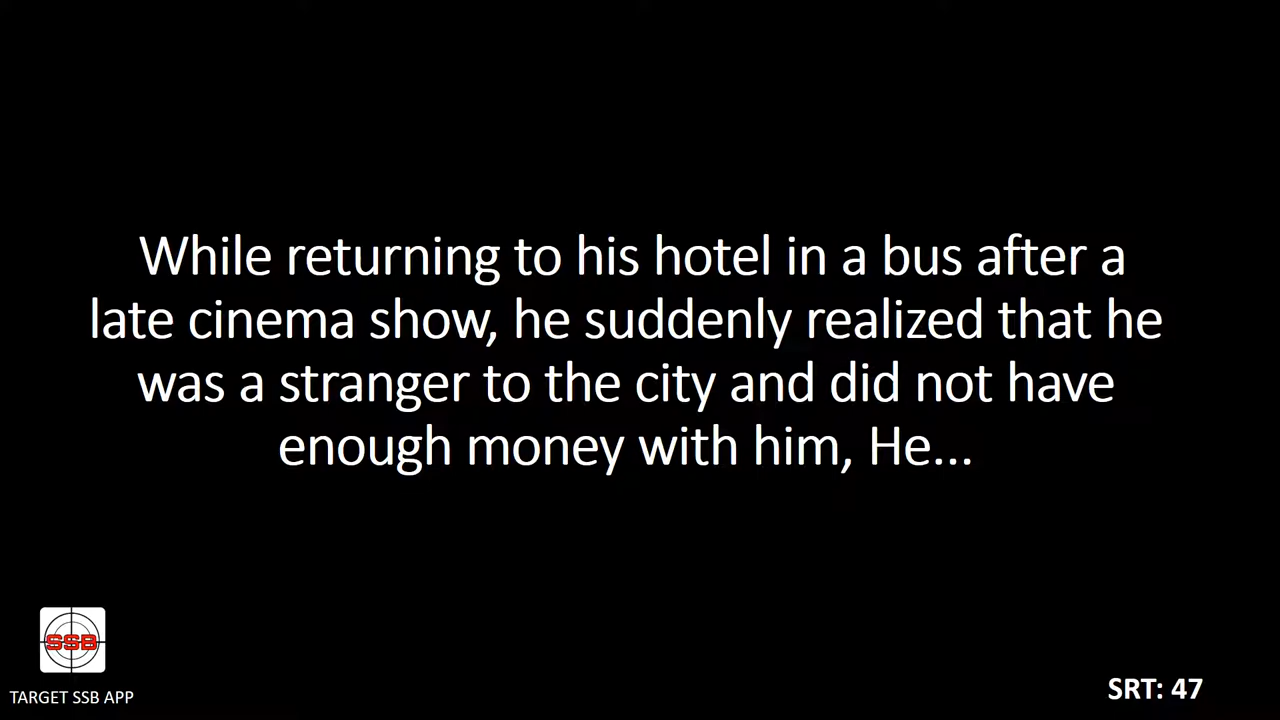 While returning to his hotel in a bus after a
late cinema show, he suddenly realized that he
was a stranger to the city and did not have
enough money with him, He...
SSB
TARGET SSB APP
SRT: 47